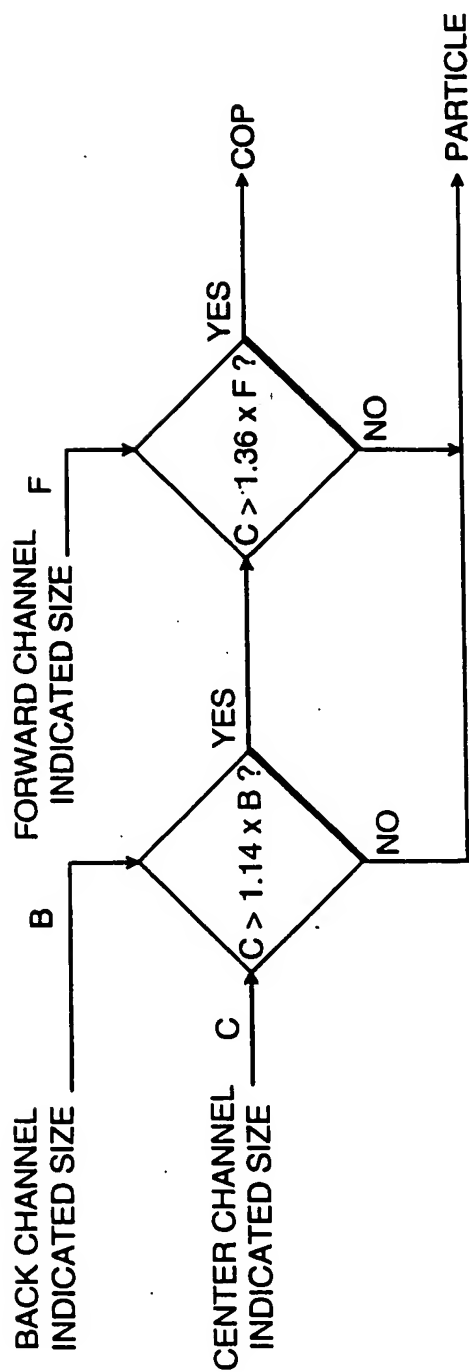 BACK CHANNEL
INDICATED SIZE
B
FORWARD CHANNEL
INDICATED SIZE
F
CENTER CHANNEL
INDICATED SIZE
C
C > 1.14 x B ?
YES
NO
C > 1.36 x F ?
YES
NO
COP
PARTICLE